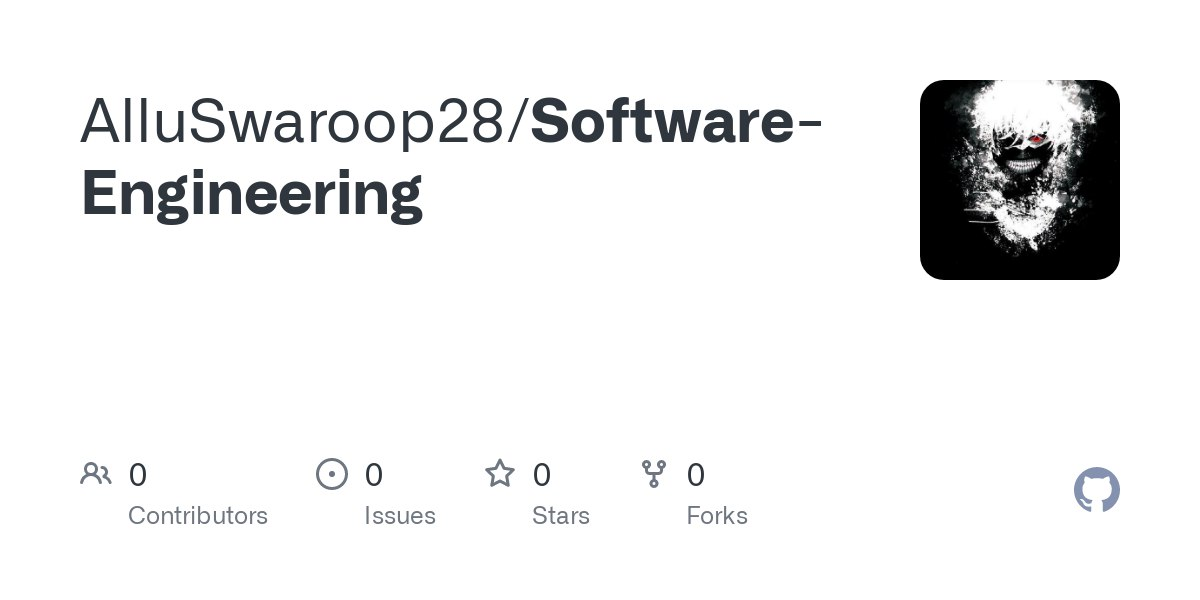 AlluSwaroop28/Software-
Engineering
0 0 0 0
Contributors Issues Stars Forks